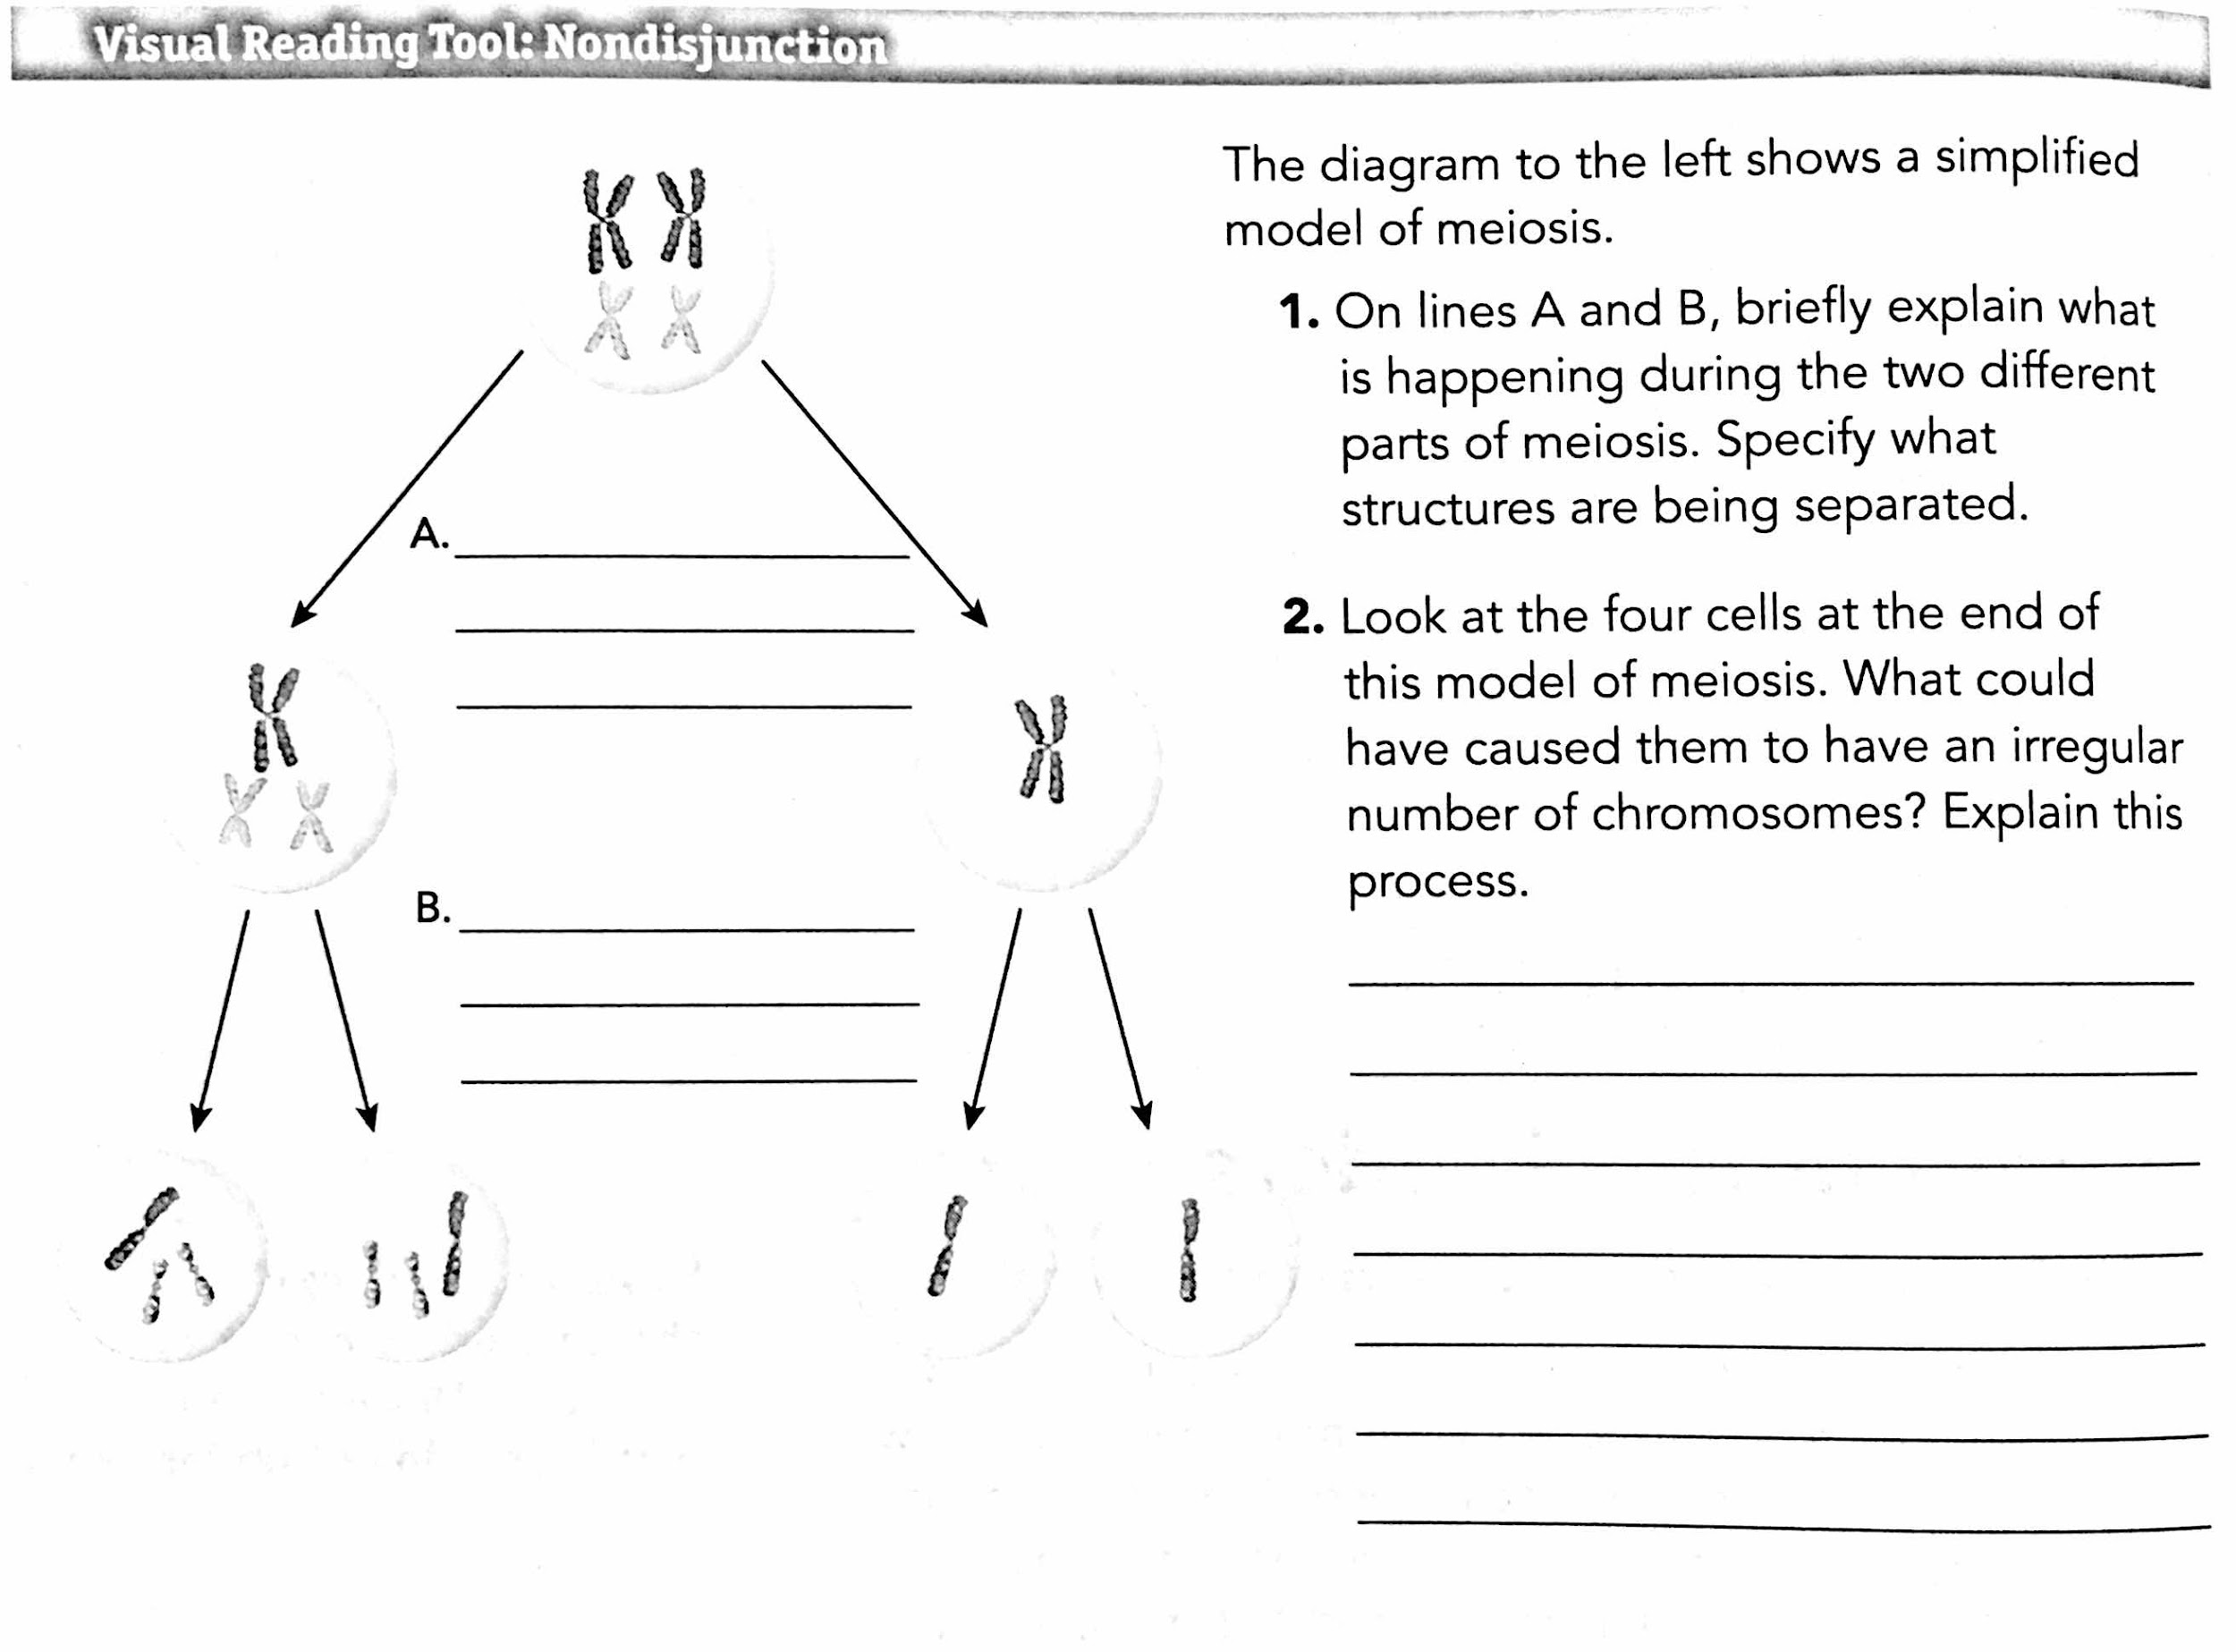 Visual Reading Tool: Nondisjunction
The diagram to the left shows a simplified
model of meiosis.
1. On lines A and B, briefly explain what
is happening during the two different
parts of meiosis. Specify what
structures are being separated.
2. Look at the four cells at the end of
this model of meiosis. What could
have caused them to have an irregular
number of chromosomes? Explain this
process.
A.
B.